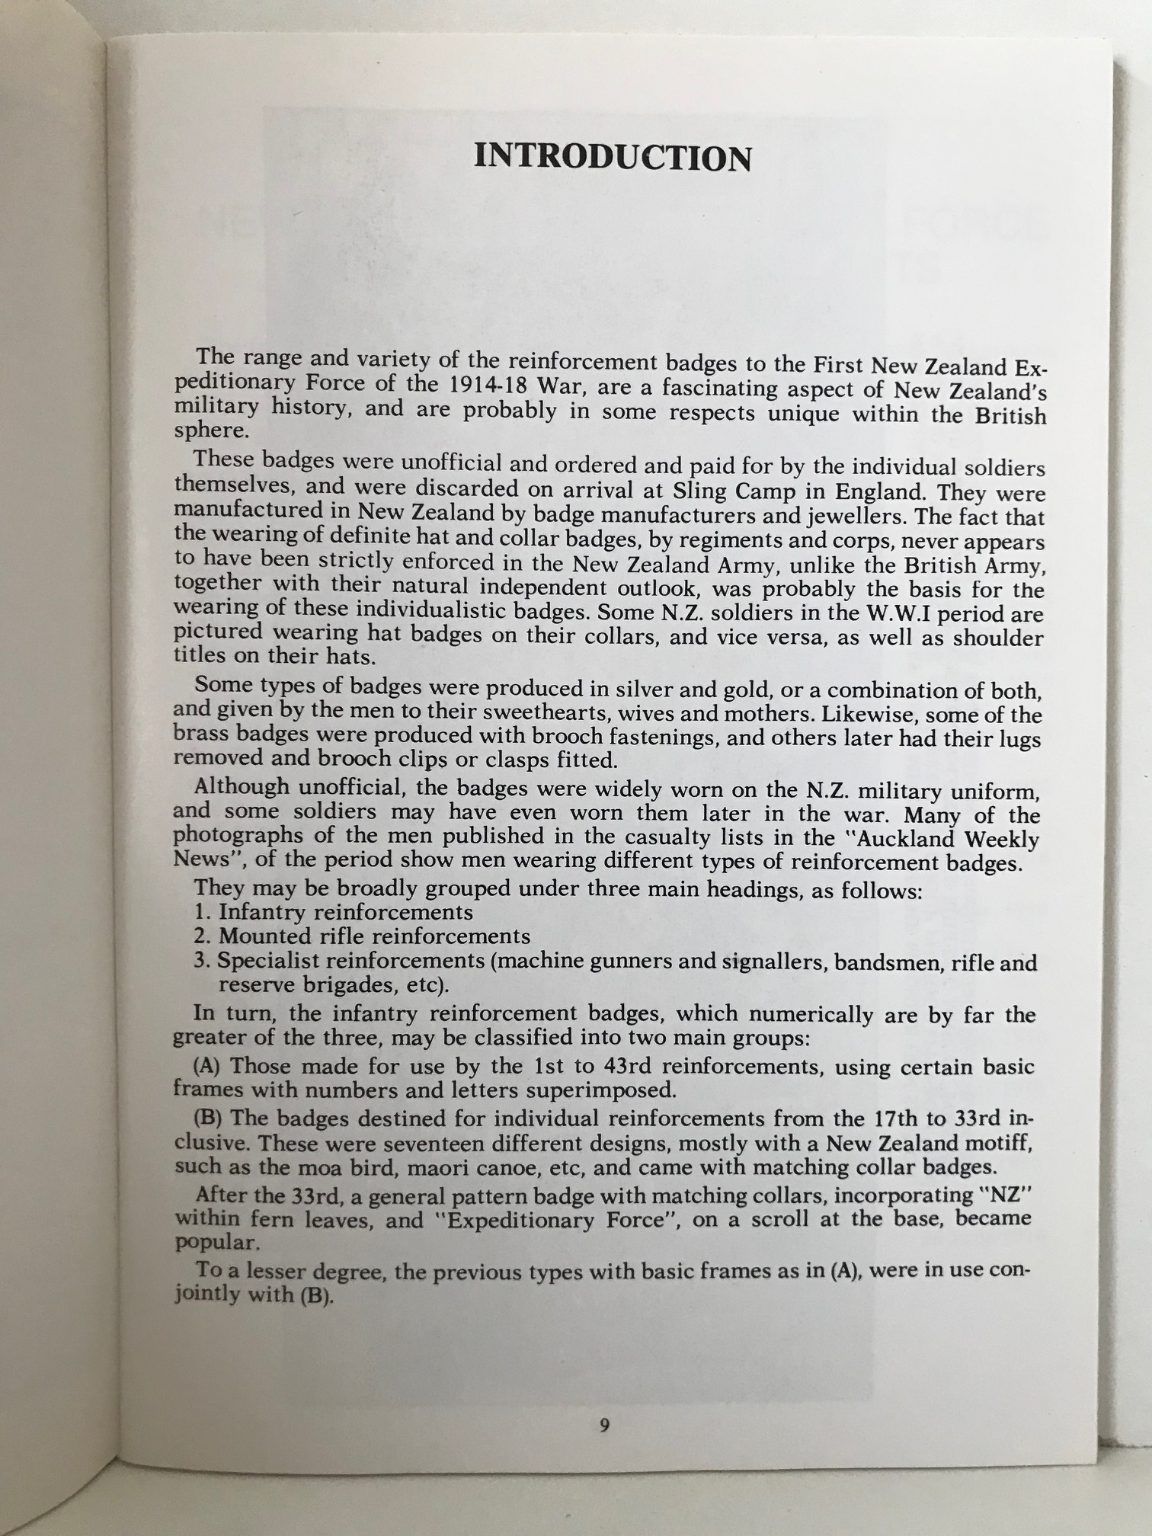 INTRODUCTION
The range and variety of the reinforcement badges to the First New Zealand Ex-
peditionary Force of the 1914-18 War, are a fascinating aspect of New Zealand's
military history, and are probably in some respects unique within the British
sphere.
These badges were unofficial and ordered and paid for by the individual soldiers
themselves, and were discarded on arrival at Sling Camp in England. They were
manufactured in New Zealand by badge manufacturers and jewellers. The fact that
the wearing of definite hat and collar badges, by regiments and corps, never appears
to have been strictly enforced in the New Zealand Army, unlike the British Army,
together with their natural independent outlook, was probably the basis for the
wearing of these individualistic badges. Some N.Z. soldiers in the W.W.I period are
pictured wearing hat badges on their collars, and vice versa, as well as shoulder
titles on their hats.
Some types of badges were produced in silver and gold, or a combination of both,
and given by the men to their sweethearts, wives and mothers. Likewise, some of the
brass badges were produced with brooch fastenings, and others later had their lugs
removed and brooch clips or clasps fitted.
Although unofficial, the badges were widely worn on the N.Z. military uniform,
and some soldiers may have even worn them later in the war. Many of the
photographs of the men published in the casualty lists in the "Auckland Weekly
News", of the period show men wearing different types of reinforcement badges.
They may be broadly grouped under three main headings, as follows:
1. Infantry reinforcements
2. Mounted rifle reinforcements
3. Specialist reinforcements (machine gunners and signallers, bandsmen, rifle and
reserve brigades, etc).
In turn, the infantry reinforcement badges, which numerically are by far the
greater of the three, may be classified into two main groups:
(A) Those made for use by the 1st to 43rd reinforcements, using certain basic
frames with numbers and letters superimposed.
(B) The badges destined for individual reinforcements from the 17th to 33rd in-
clusive. These were seventeen different designs, mostly with a New Zealand motiff,
such as the moa bird, maori canoe, etc, and came with matching collar badges.
After the 33rd, a general pattern badge with matching collars, incorporating "NZ"
within fern leaves, and "Expeditionary Force", on a scroll at the base, became
popular.
To a lesser degree, the previous types with basic frames as in (A), were in use con-
jointly with (B).
9